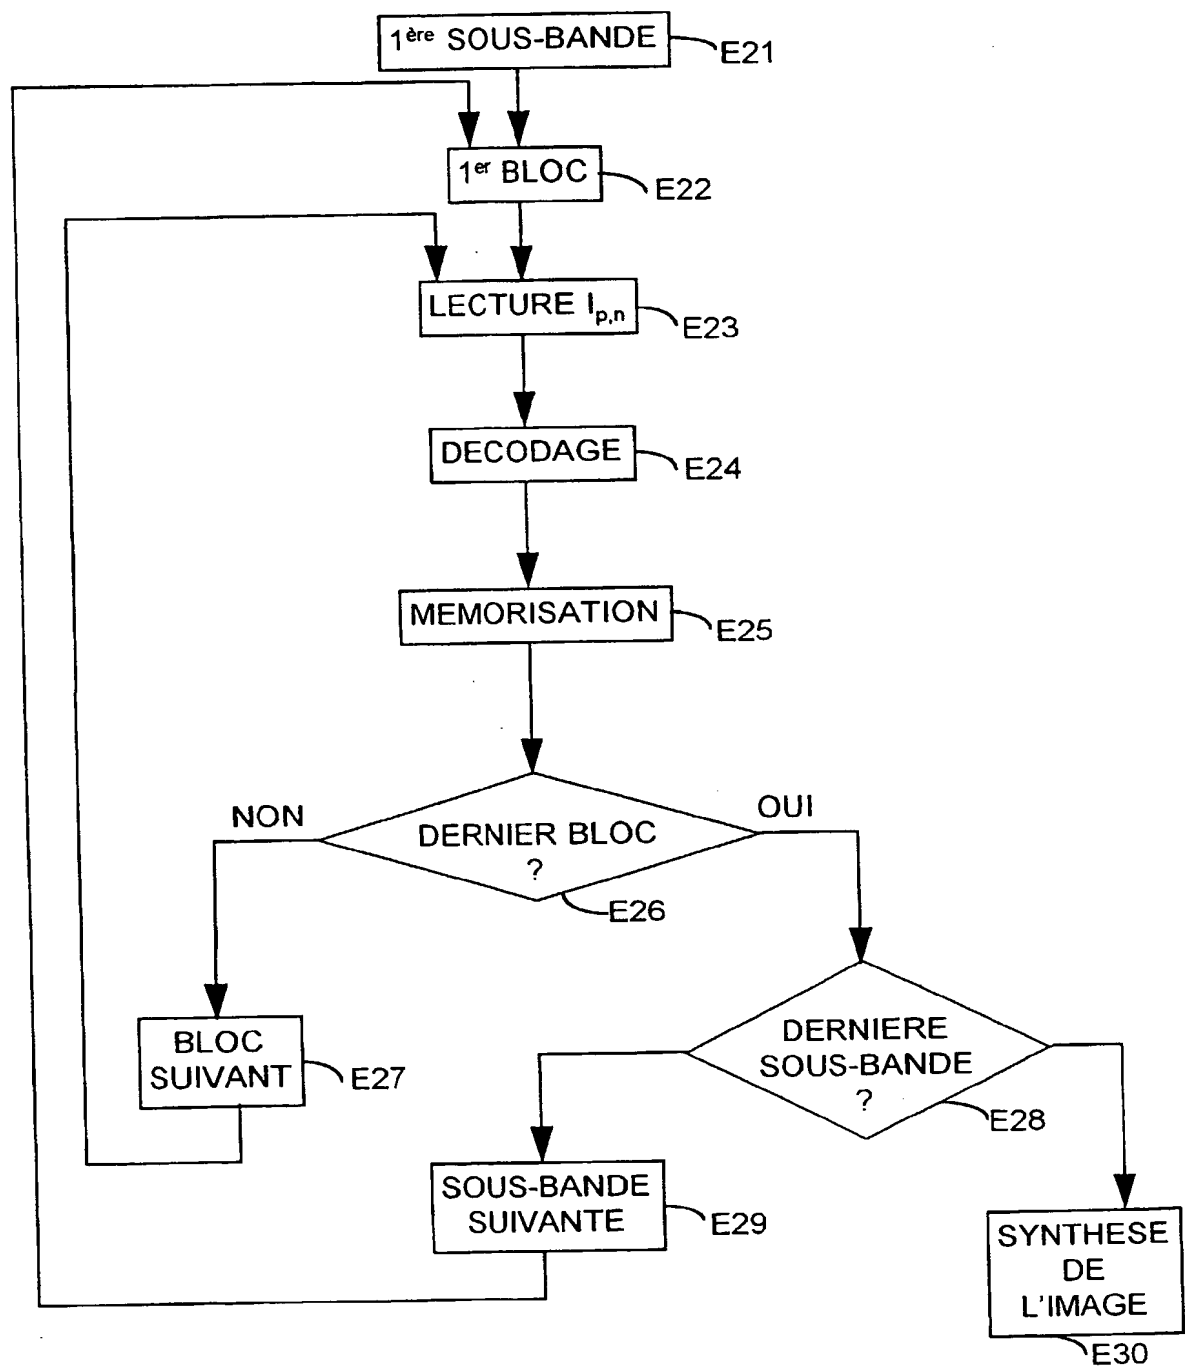 1ère SOUS-BANDE
E21
1er BLOC
E22
LECTURE Ip,n
E23
DECODAGE
E24
MEMORISATION
E25
NON
OUI
DERNIER BLOC
?
E26
BLOC
SUIVANT
E27
DERNIERE
SOUS-BANDE
?
E28
SOUS-BANDE
SUIVANTE
E29
SYNTHESE
DE
L'IMAGE
E30